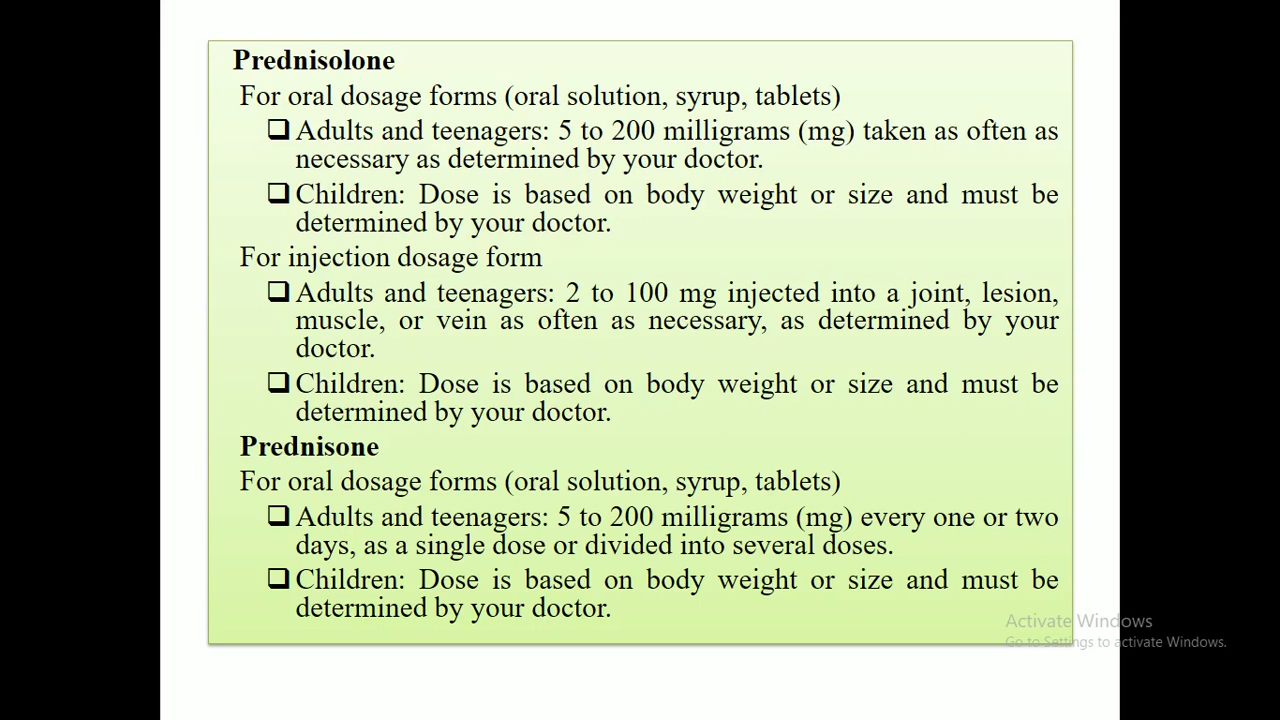 Prednisolone
For oral dosage forms (oral solution, syrup, tablets)
❑ Adults and teenagers: 5 to 200 milligrams (mg) taken as often as
necessary as determined by your doctor.
❑ Children: Dose is based on body weight or size and must be
determined by your doctor.
For injection dosage form
❑ Adults and teenagers: 2 to 100 mg injected into a joint, lesion,
muscle, or vein as often as necessary, as determined by your
doctor.
❑ Children: Dose is based on body weight or size and must be
determined by your doctor.
Prednisone
For oral dosage forms (oral solution, syrup, tablets)
❑ Adults and teenagers: 5 to 200 milligrams (mg) every one or two
days, as a single dose or divided into several doses.
❑ Children: Dose is based on body weight or size and must be
determined by your doctor.
Activate Windows
Go to Settings to activate Windows.